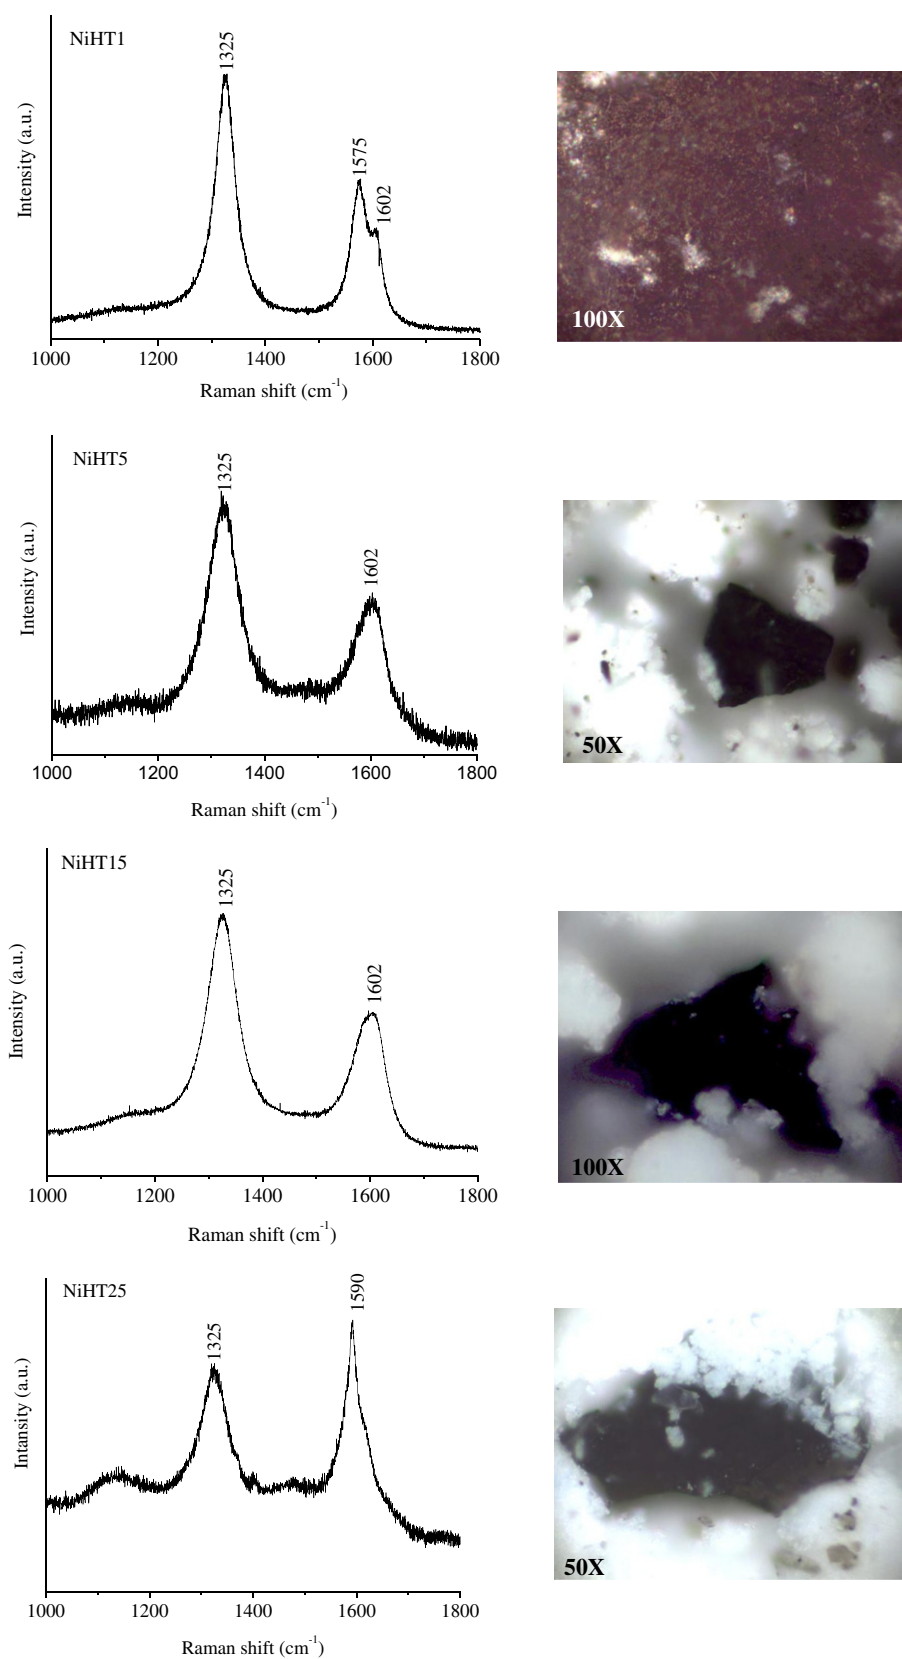 NiHT1
1325
1575
1602
Intensity (a.u.)
1000 1200 1400 1600 1800
Raman shift (cm-1)
100X
NiHT5
1325
1602
Intensity (a.u.)
1000 1200 1400 1600 1800
Raman shift (cm-1)
50X
NiHT15
1325
1602
Intensity (a.u.)
1000 1200 1400 1600 1800
Raman shift (cm-1)
100X
NiHT25
1325
1590
Intansity (a.u.)
1000 1200 1400 1600 1800
Raman shift (cm-1)
50X